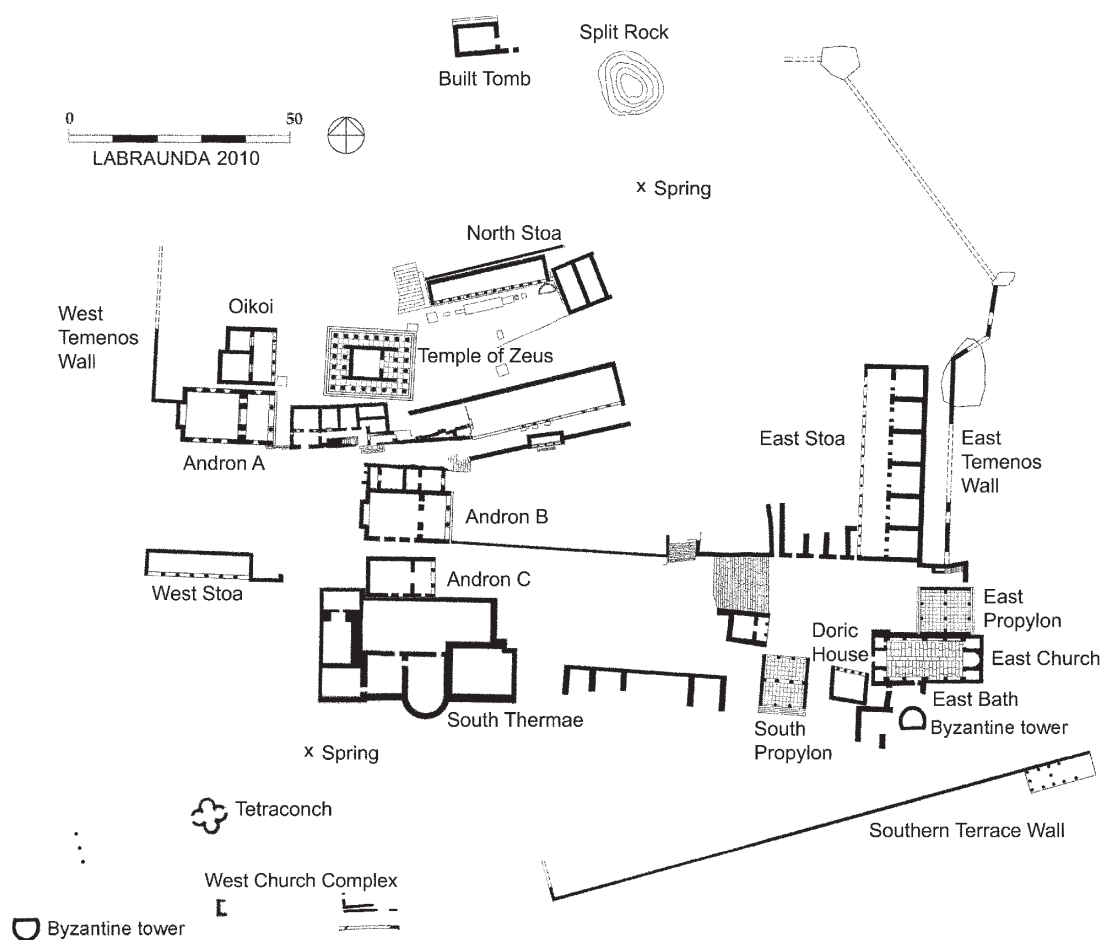 Split Rock
Built Tomb
0 50
LABRAUNDA 2010
x Spring
North Stoa
West
Temenos
Wall
Oikoi
Temple of Zeus
Andron A
East Stoa
East
Temenos
Wall
Andron B
West Stoa
Andron C
East
Propylon
Doric
House
East Church
East Bath
Byzantine tower
South Thermae
South
Propylon
x Spring
Tetraconch
Southern Terrace Wall
West Church Complex
Byzantine tower